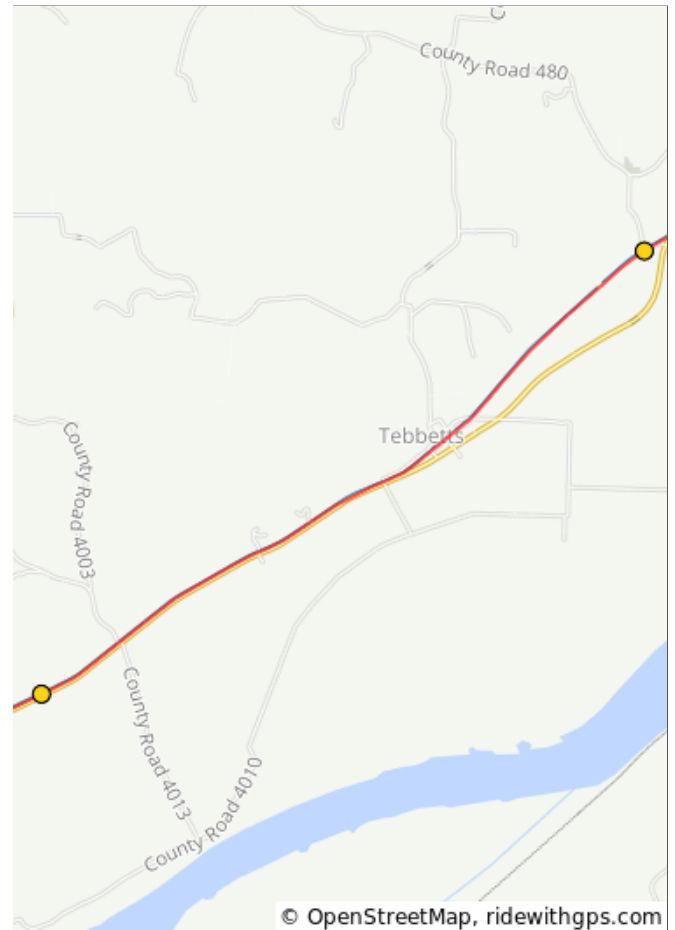 C
County Road 480
Tebbetts
County Road 4003
County Road 4013
County Road 4010
© OpenStreetMap, ridewithgps.com